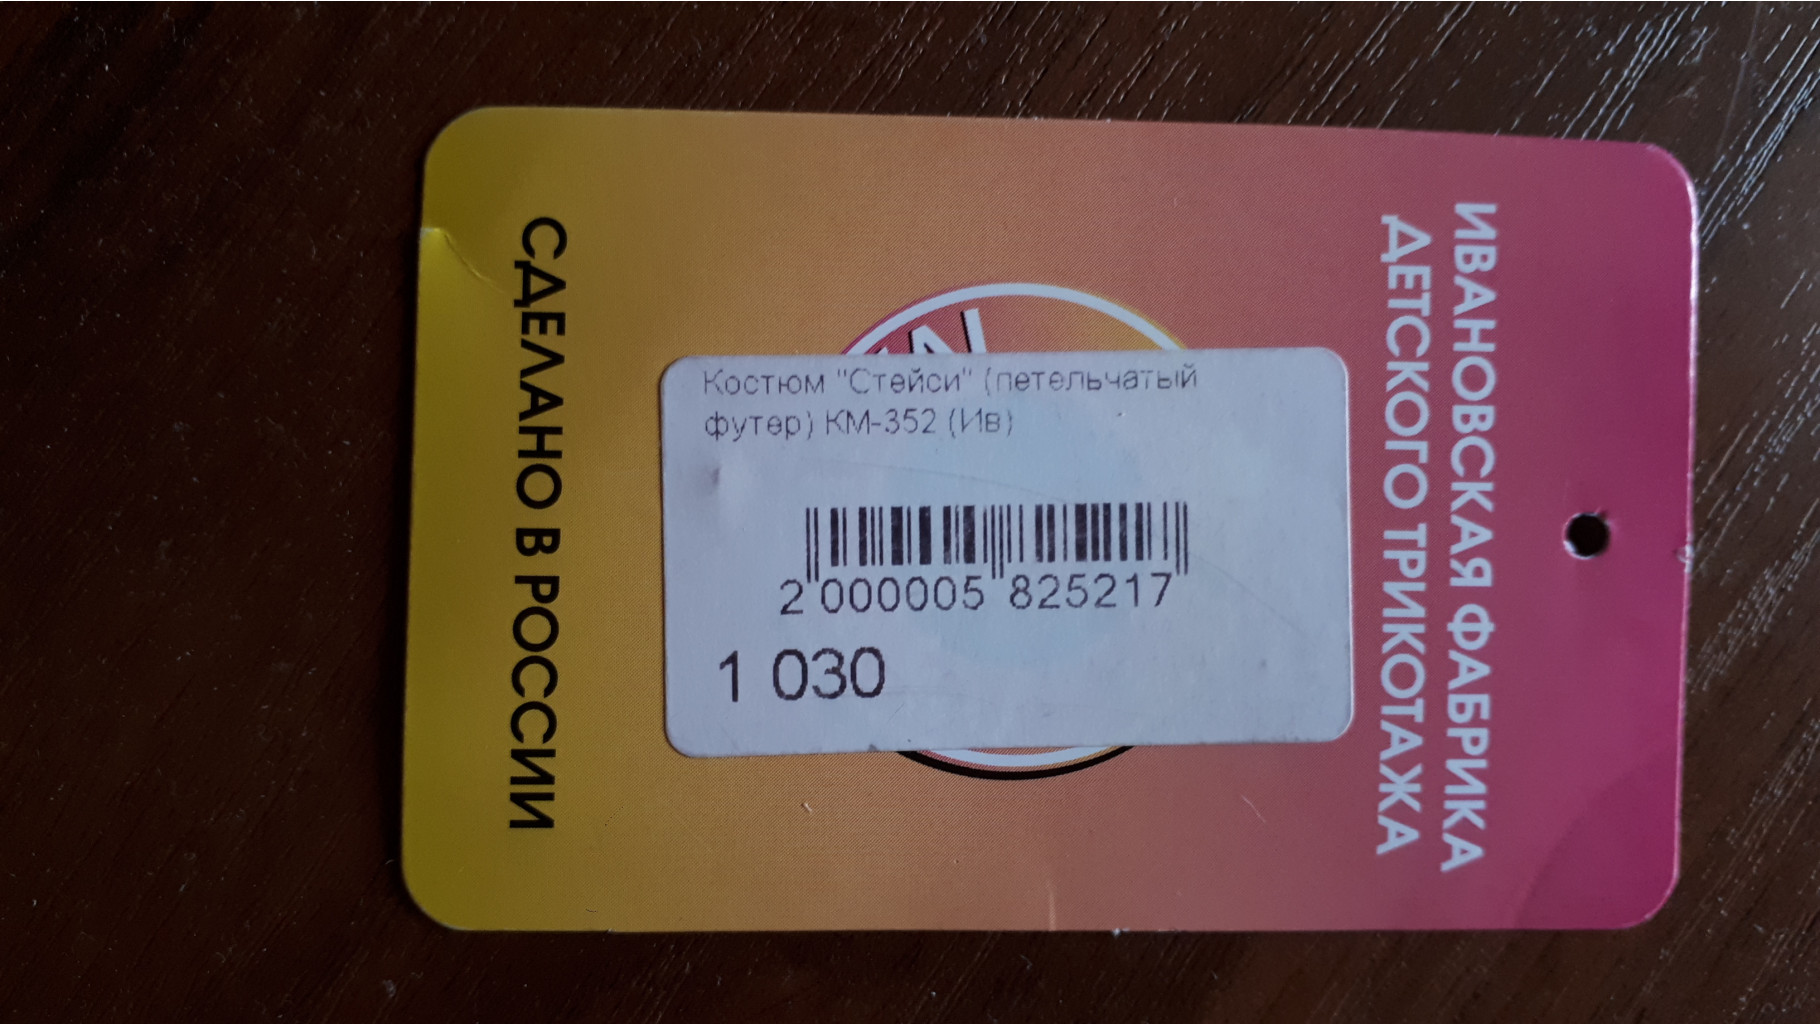 ИВАНОВСКАЯ ФАБРИКА
ДЕТСКОГО ТРИКОТАЖА
Костюм "Стейси" (петельчатый
футер) КМ-352 (Ив)
2 000005 825217
1 030
СДЕЛАНО В РОССИИ